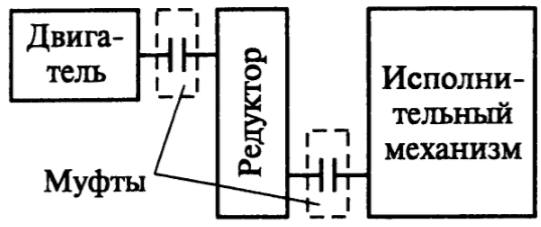 Двига-
тель
Редуктор
Исполни-
тельный
механизм
Муфты